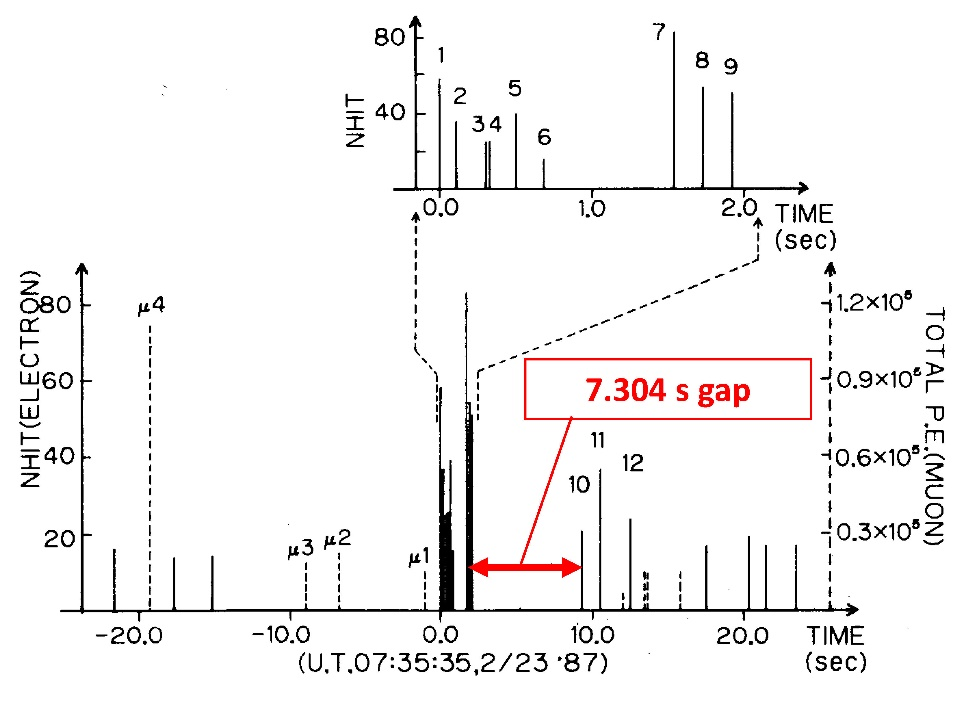 80
40
NHIT
1
2
3
4
5
6
7
8
9
0.0
1.0
2.0
TIME
(sec)
NHIT(ELECTRON)
80
60
40
20
μ4
μ3
μ2
μ1
7.304 s gap
10
11
12
1.2×10⁵
0.9×10⁵
0.6×10⁵
0.3×10⁵
TOTAL P.E.(MUON)
−20.0
−10.0
0.0
10.0
20.0
TIME
(sec)
(U.T.07:35:35,2/23 '87)